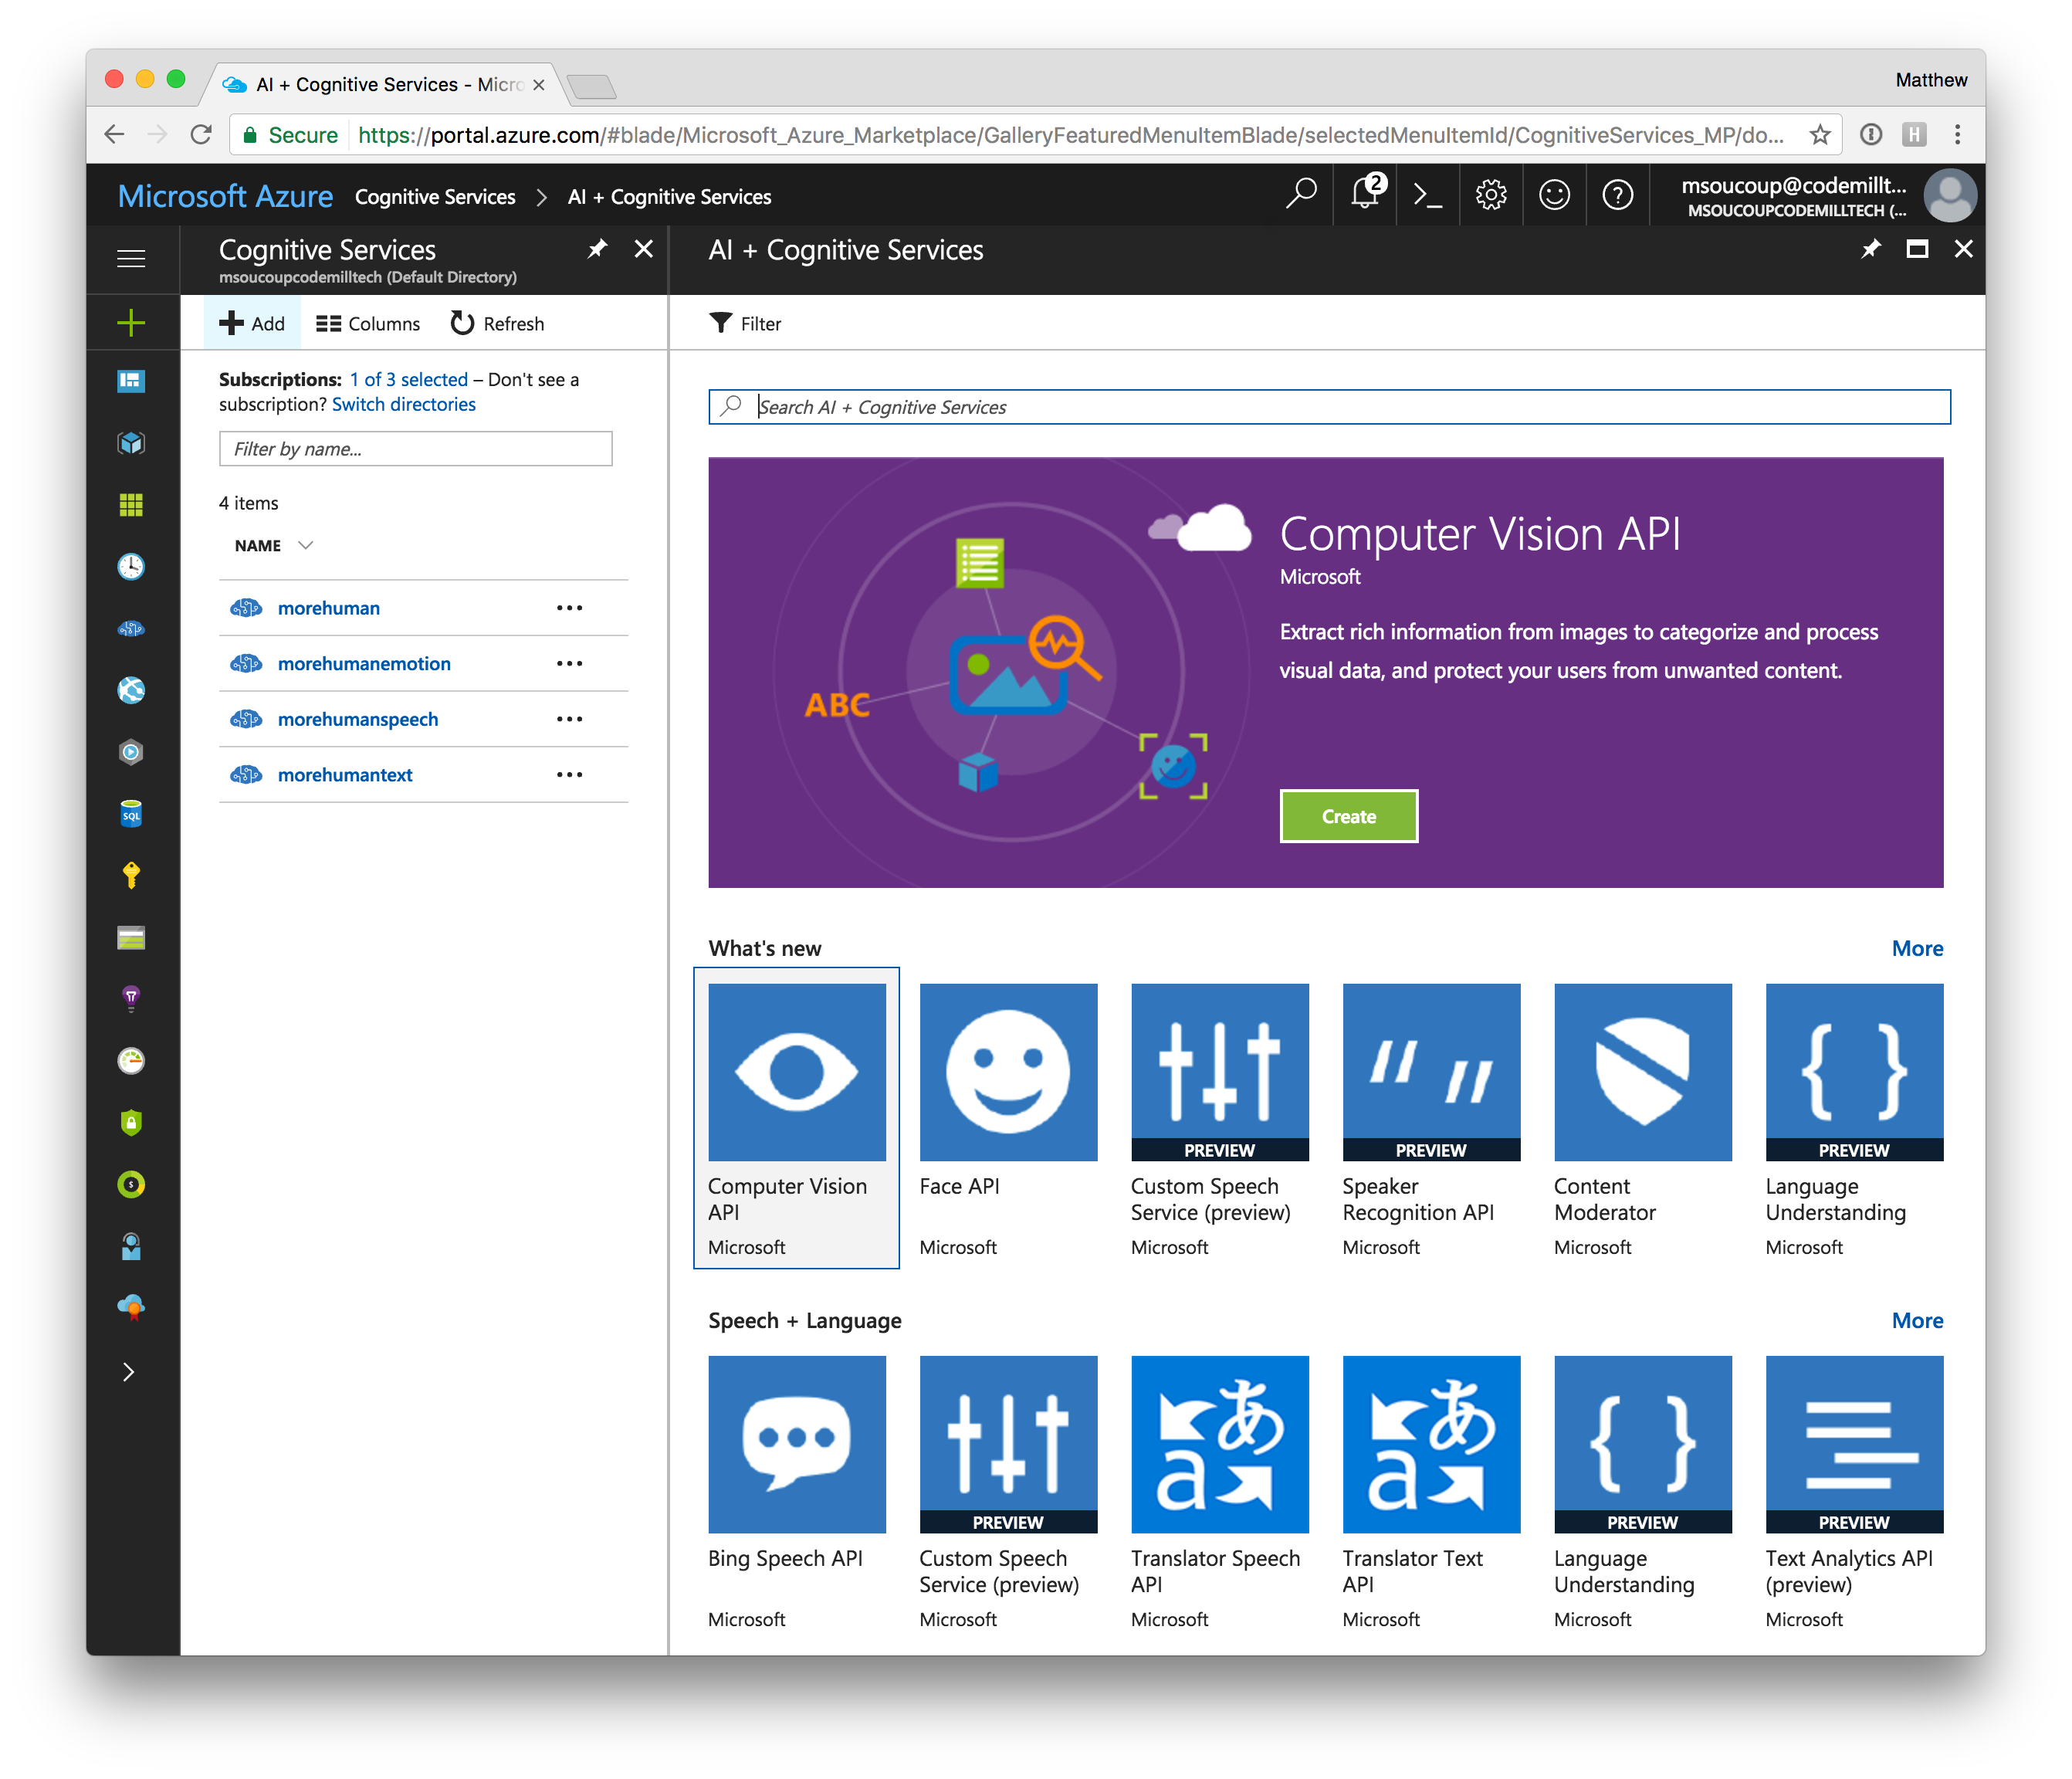 AI + Cognitive Services - Micro
Matthew
Secure
https://portal.azure.com/#blade/Microsoft_Azure_Marketplace/GalleryFeaturedMenuItemBlade/selectedMenuItemId/CognitiveServices_MP/do...
H
Microsoft Azure
Cognitive Services > AI + Cognitive Services
2
msoucoup@codemillt...
MSOUCOUPCODEMILLTECH (...
Cognitive Services
msoucoupcodemilltech (Default Directory)
Add
Columns
Refresh
Subscriptions: 1 of 3 selected – Don't see a
subscription? Switch directories
Filter by name...
4 items
NAME
morehuman
morehumanemotion
morehumanspeech
morehumantext
SQL
AI + Cognitive Services
Filter
Search AI + Cognitive Services
ABC
Computer Vision API
Microsoft
Extract rich information from images to categorize and process
visual data, and protect your users from unwanted content.
Create
What's new
More
Computer Vision
API
Microsoft
Face API
Microsoft
PREVIEW
Custom Speech
Service (preview)
Microsoft
PREVIEW
Speaker
Recognition API
Microsoft
Content
Moderator
Microsoft
{ }
PREVIEW
Language
Understanding
Microsoft
Speech + Language
More
Bing Speech API
Microsoft
PREVIEW
Custom Speech
Service (preview)
Microsoft
あ
a
Translator Speech
API
Microsoft
あ
a
Translator Text
API
Microsoft
{ }
PREVIEW
Language
Understanding
Microsoft
PREVIEW
Text Analytics API
(preview)
Microsoft